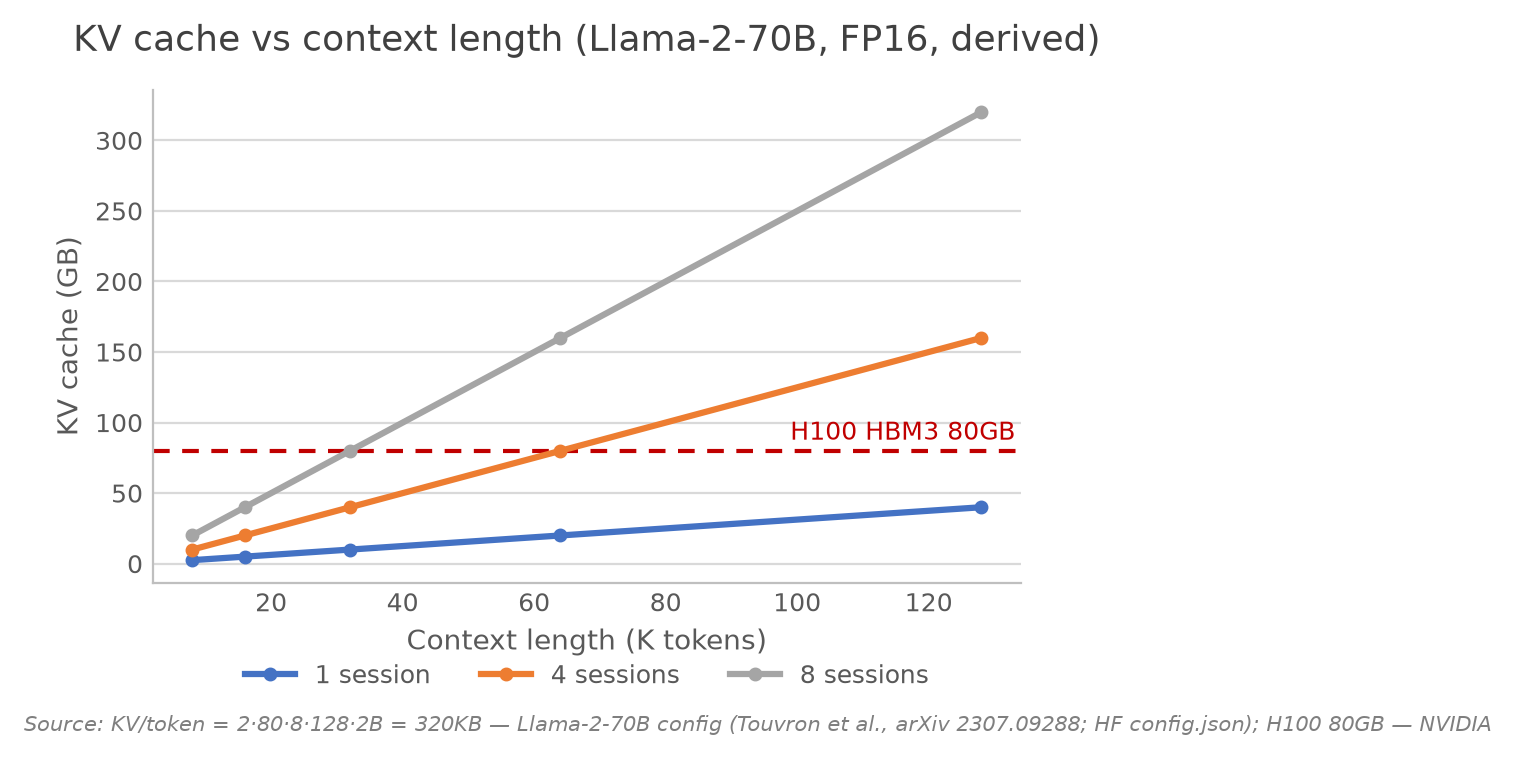 KV cache vs context length (Llama-2-70B, FP16, derived)
KV cache (GB)
300
250
200
150
100
50
0
H100 HBM3 80GB
20 40 60 80 100 120
Context length (K tokens)
1 session 4 sessions 8 sessions
Source: KV/token = 2·80·8·128·2B = 320KB — Llama-2-70B config (Touvron et al., arXiv 2307.09288; HF config.json); H100 80GB — NVIDIA